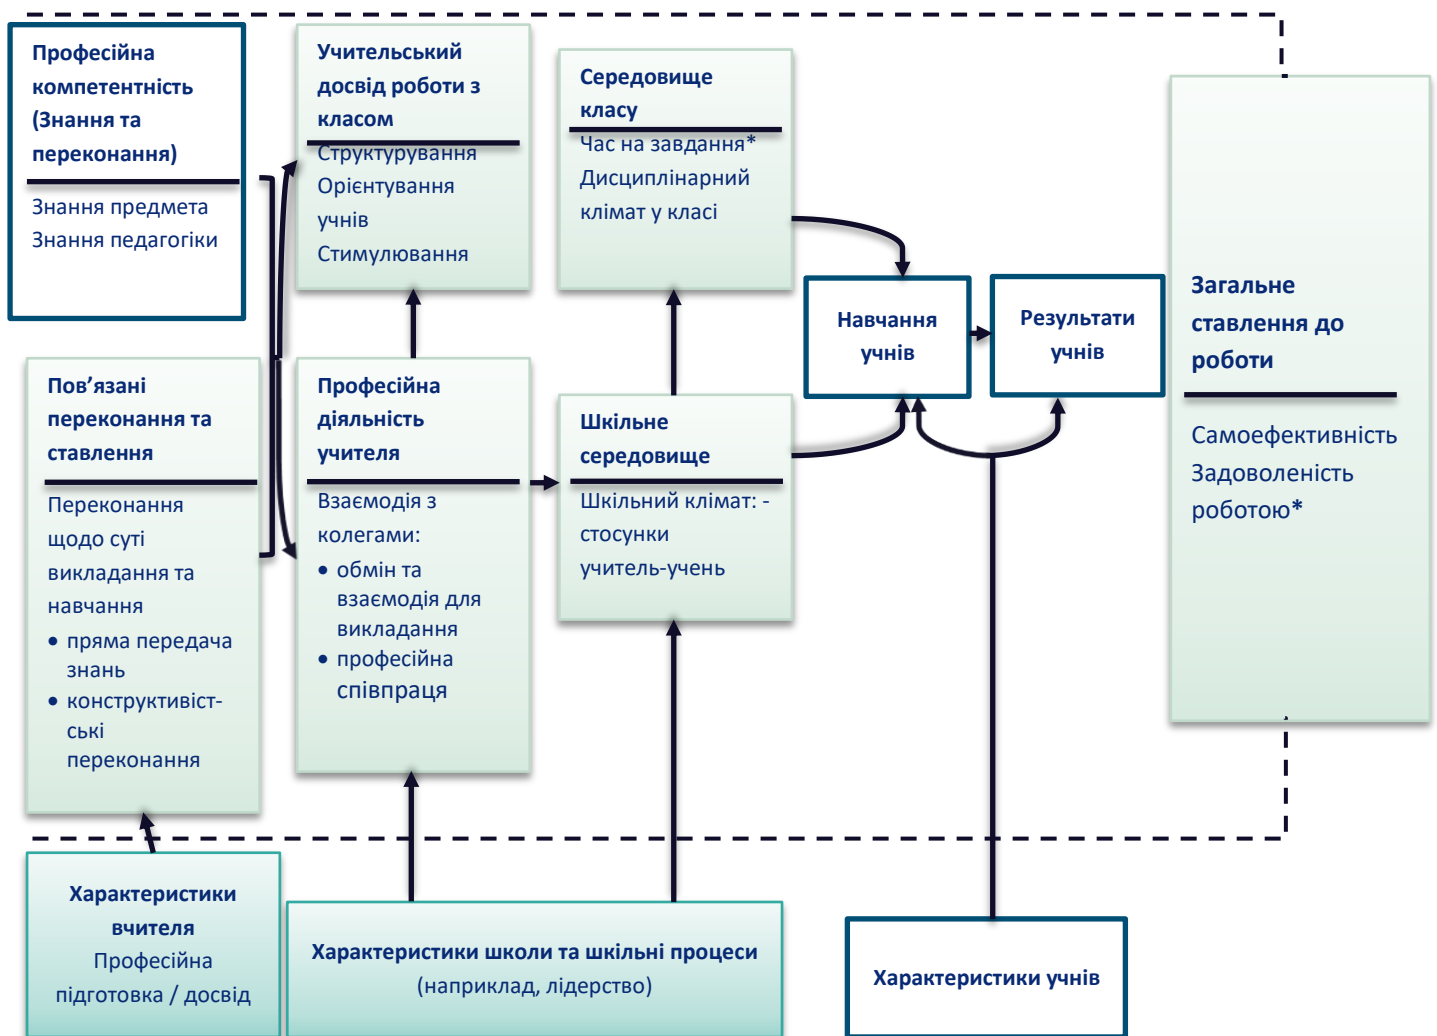 Професійна
компетентність
(Знання та
переконання)
Знання предмета
Знання педагогіки
Учительський
досвід роботи з
класом
Структурування
Орієнтування
учнів
Стимулювання
Середовище
класу
Час на завдання*
Дисциплінарний
клімат у класі
Навчання
учнів
Результати
учнів
Загальне
ставлення до
роботи
Самоефективність
Задоволеність
роботою*
Пов’язані
переконання та
ставлення
Переконання
щодо суті
викладання та
навчання
• пряма передача
знань
• конструктивіст-
ські
переконання
Професійна
діяльність
учителя
Взаємодія з
колегами:
• обмін та
взаємодія для
викладання
• професійна
співпраця
Шкільне
середовище
Шкільний клімат: -
стосунки
учитель-учень
Характеристики
вчителя
Професійна
підготовка / досвід
Характеристики школи та шкільні процеси
(наприклад, лідерство)
Характеристики учнів